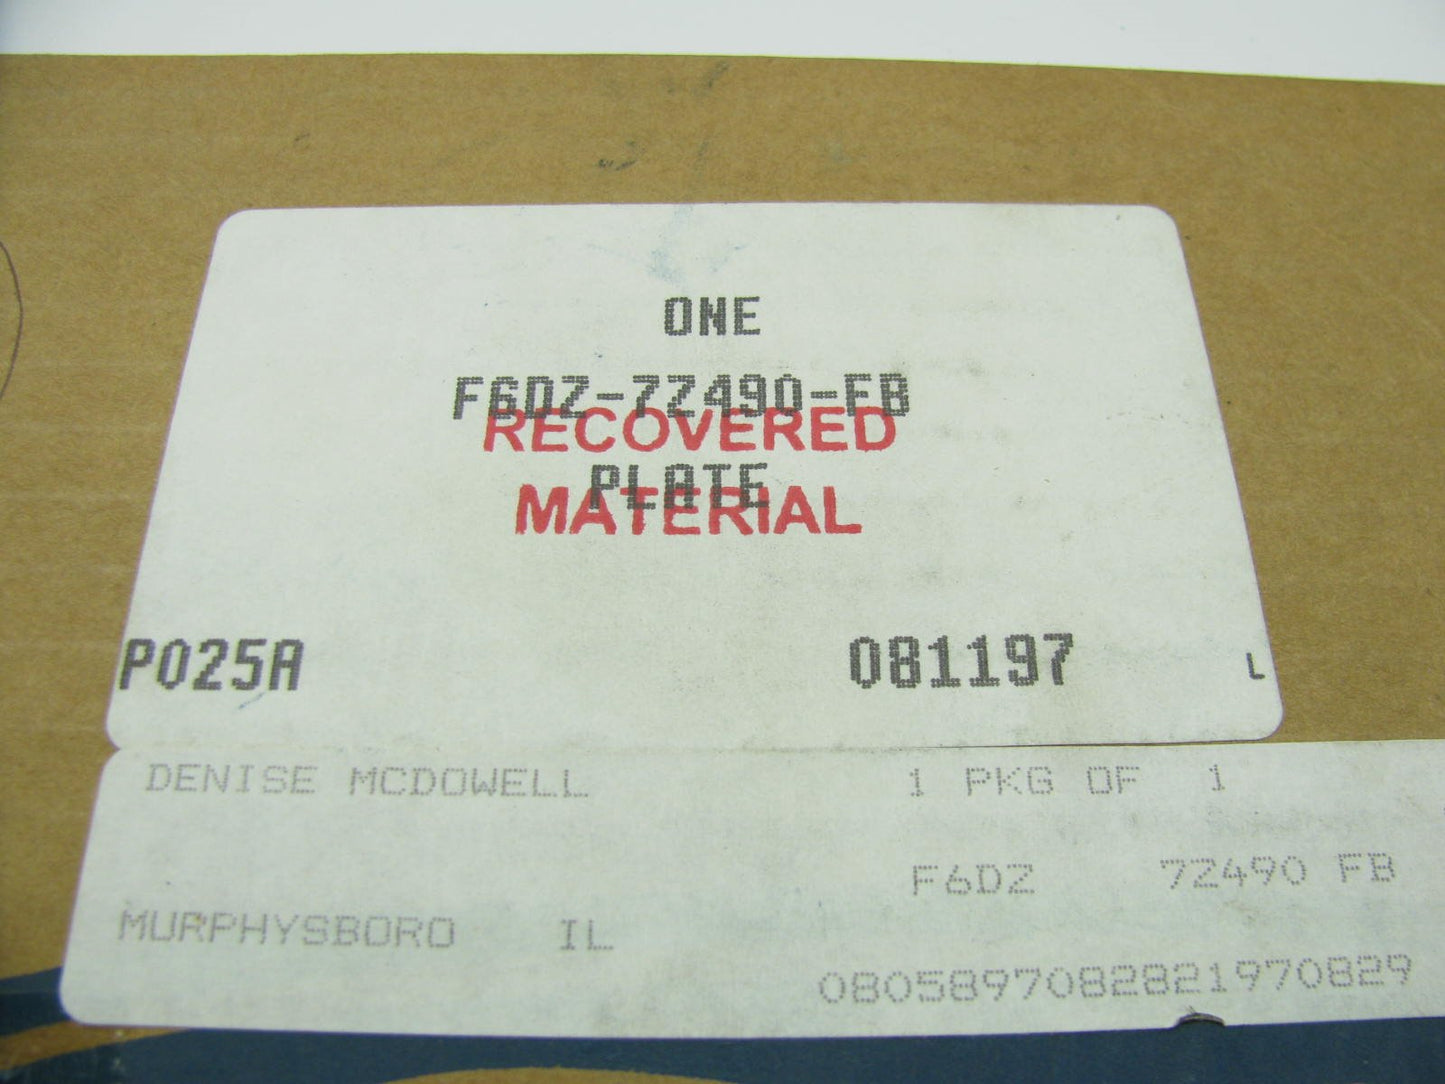 ONE
F6DZ-7Z490-FB
RECOVERED
PLATE
MATERIAL
P025A 081197 L
DENISE MCDOWELL 1 PKG OF 1
F6DZ 7Z490 FB
MURPHYSBORO IL
0805897082821970829